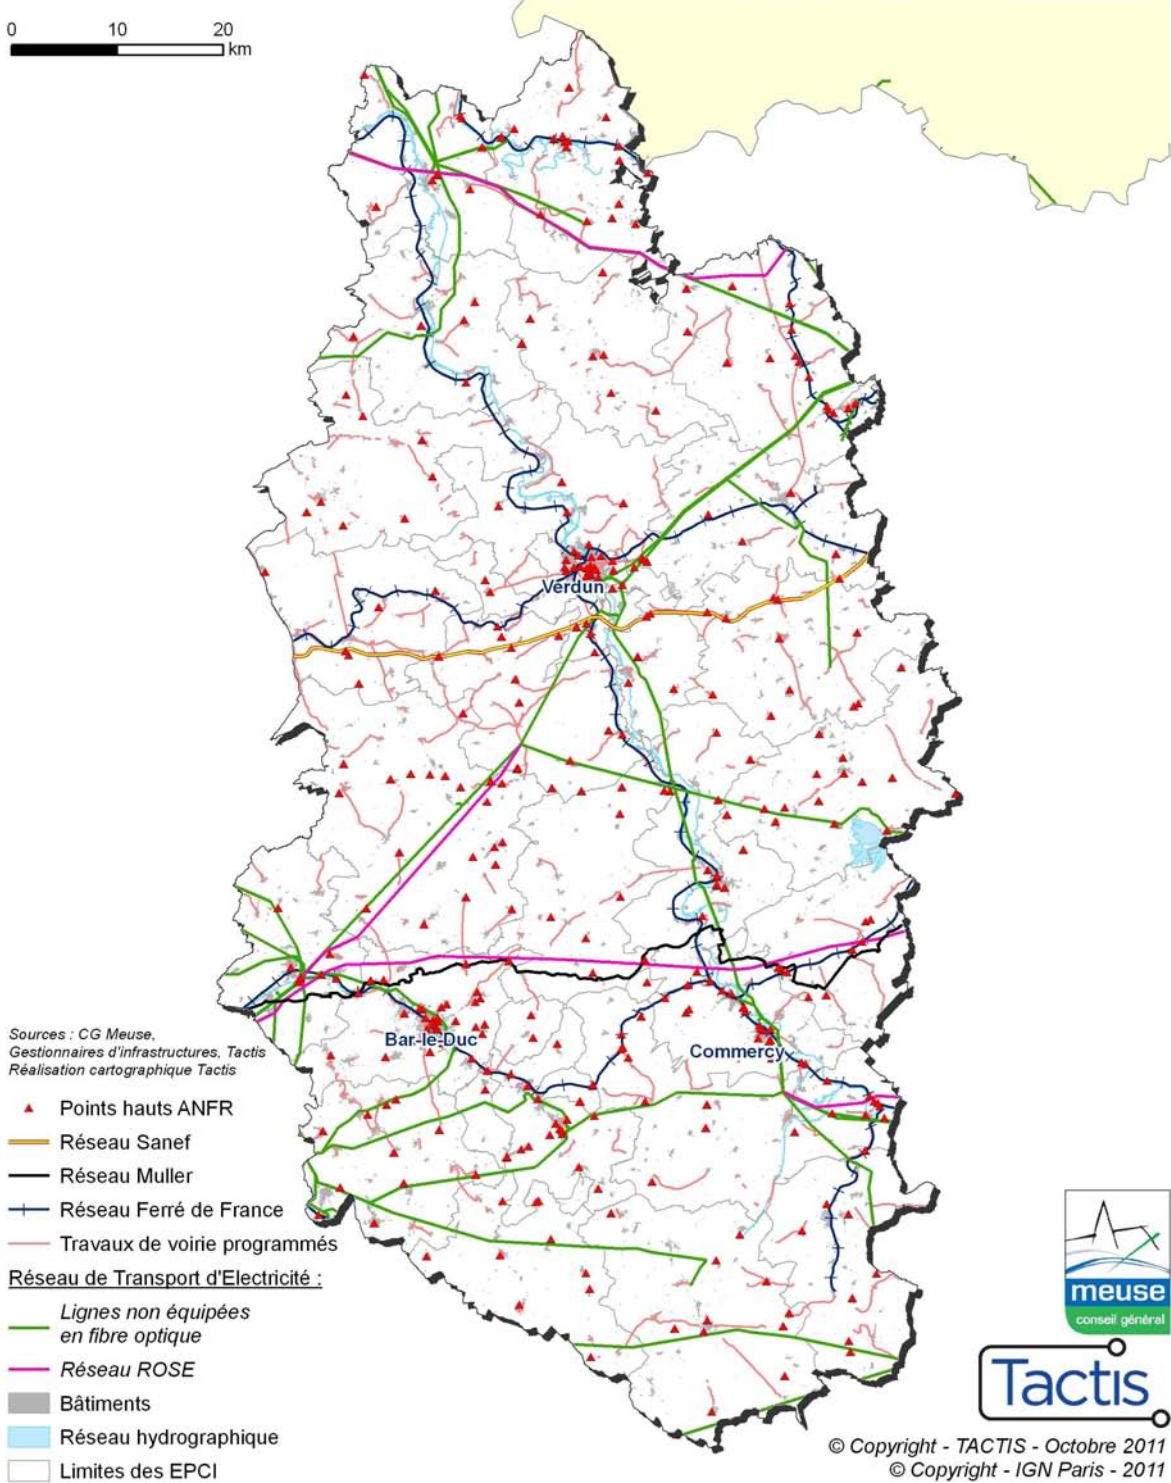 0 10 20
km
Verdun
Bar-le-Duc
Commercy
Sources : CG Meuse,
Gestionnaires d'infrastructures, Tactis
Réalisation cartographique Tactis
Points hauts ANFR
Réseau Sanef
Réseau Muller
Réseau Ferré de France
Travaux de voirie programmés
Réseau de Transport d'Electricité :
Lignes non équipées
en fibre optique
Réseau ROSE
Bâtiments
Réseau hydrographique
Limites des EPCI
meuse
conseil général
Tactis
© Copyright - TACTIS - Octobre 2011
© Copyright - IGN Paris - 2011